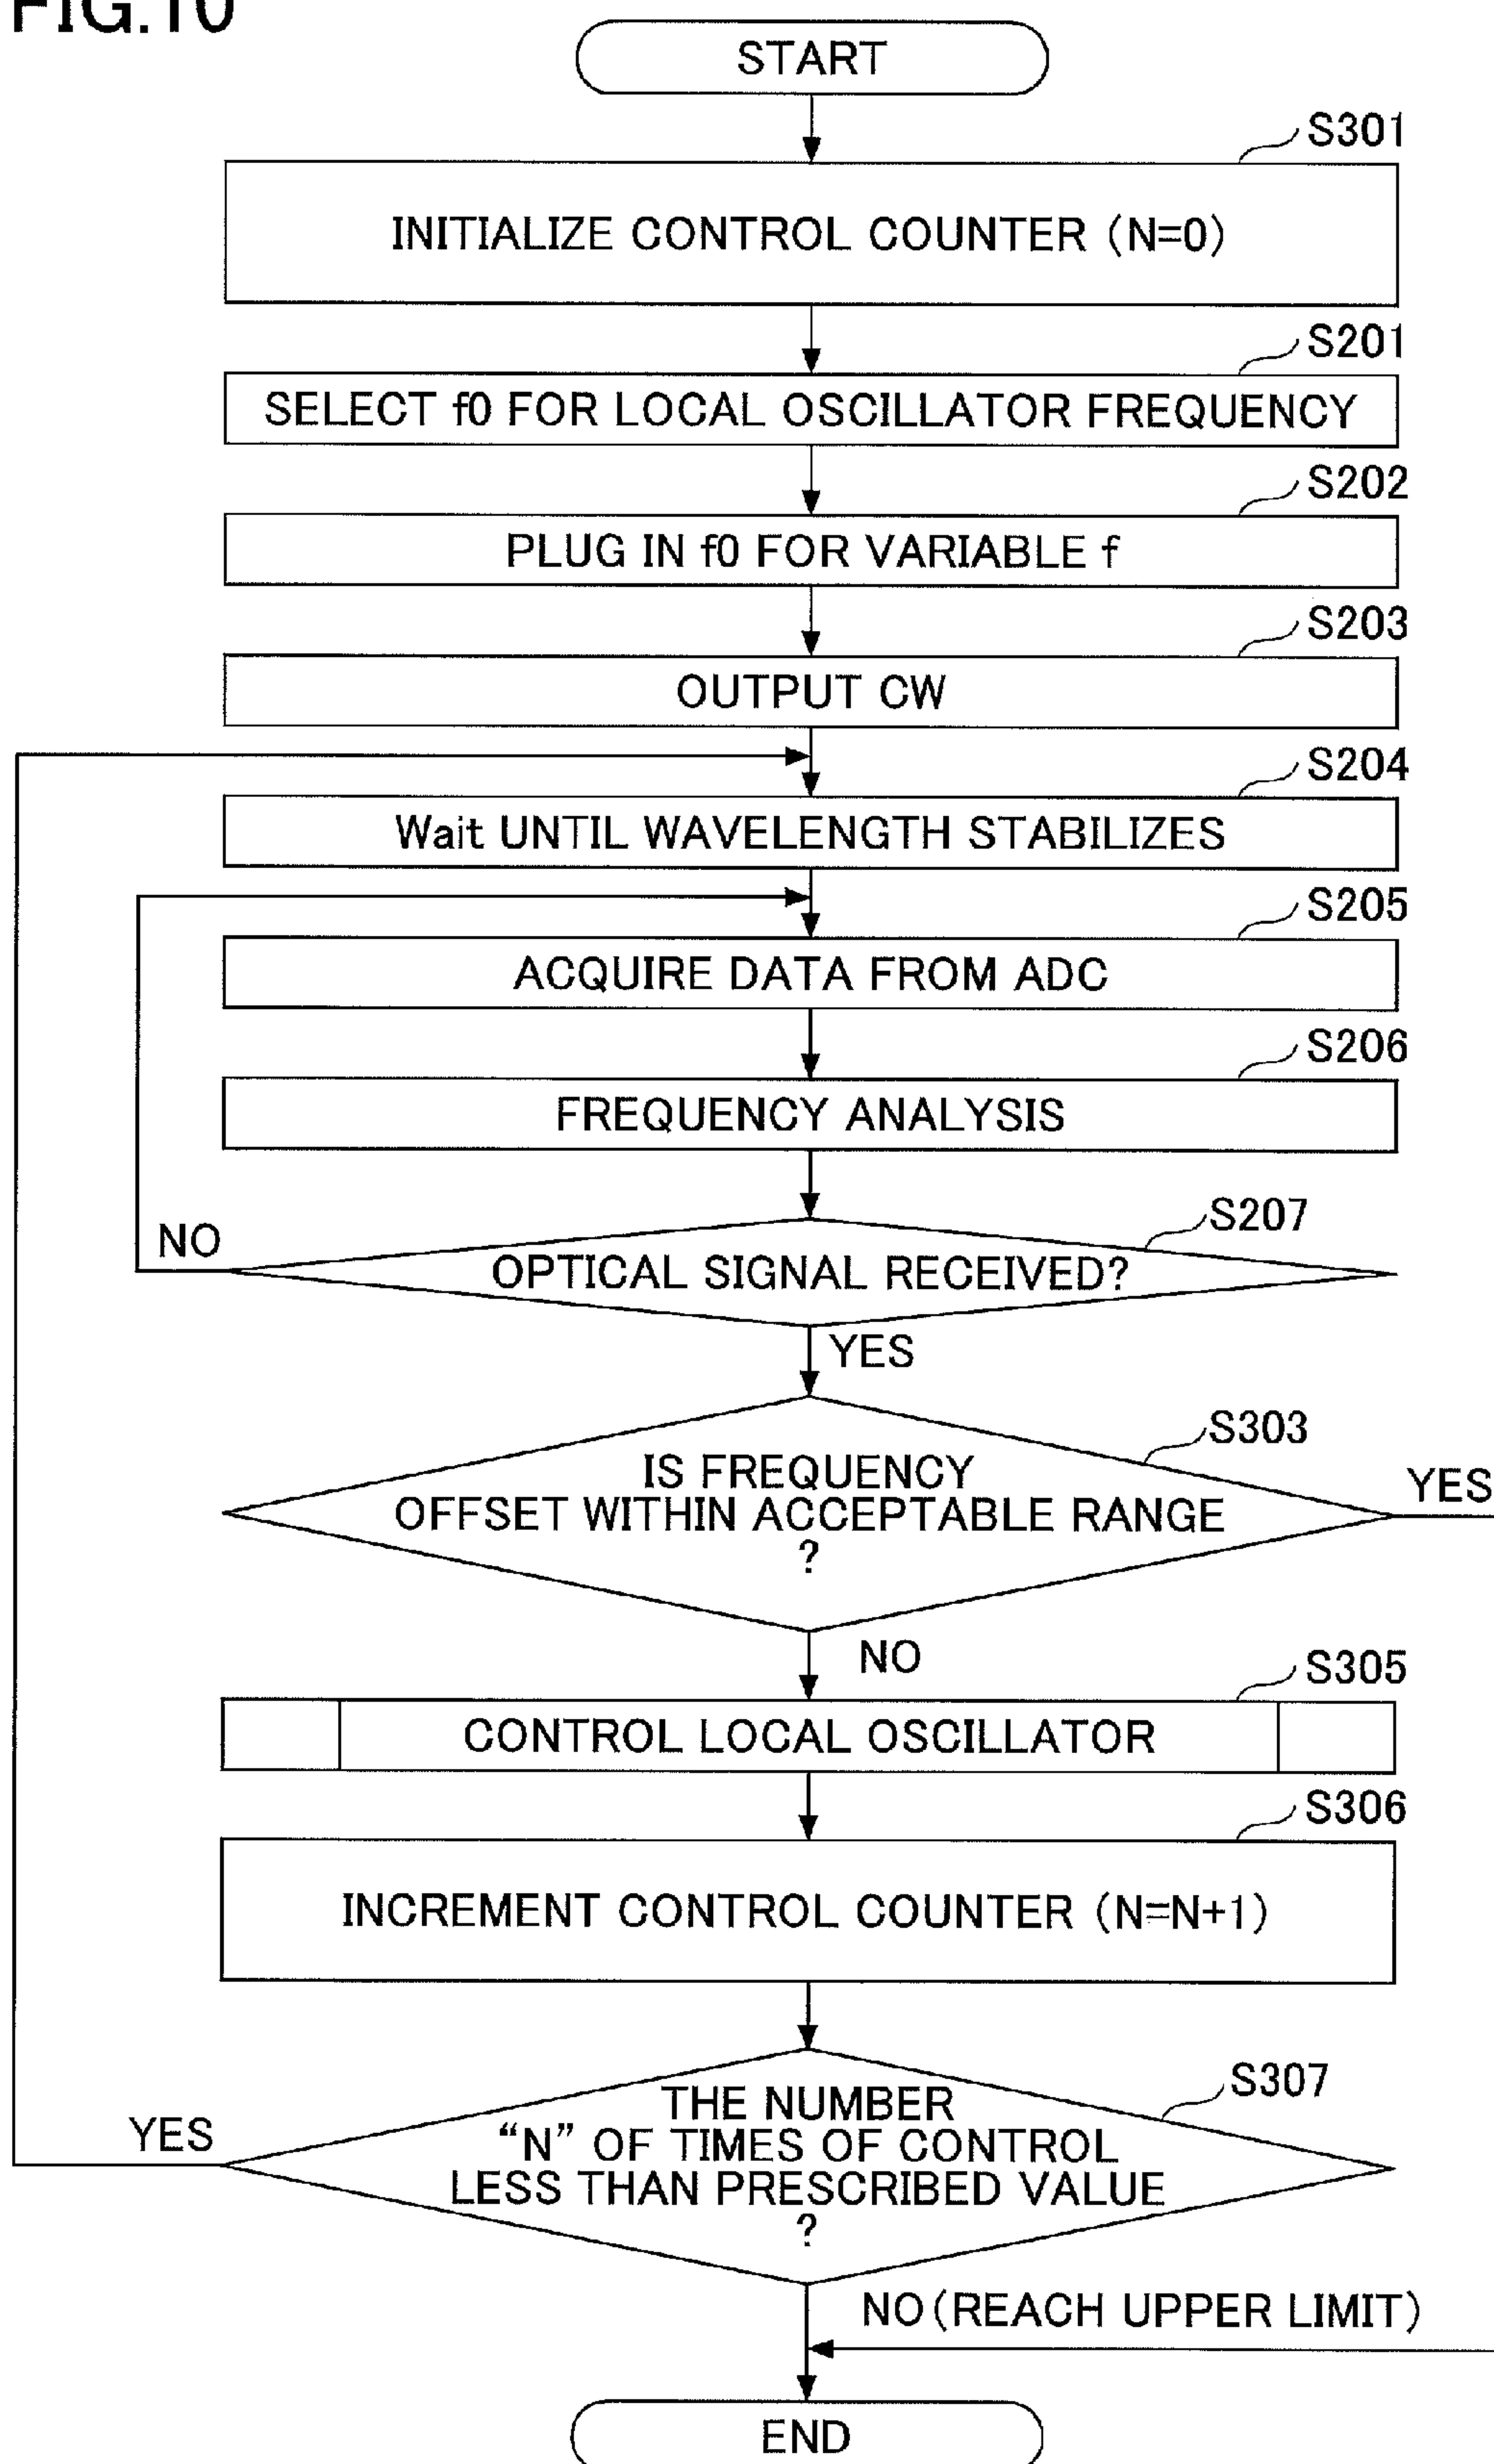 FIG.10
START
S301
INITIALIZE CONTROL COUNTER (N=0)
S201
SELECT f0 FOR LOCAL OSCILLATOR FREQUENCY
S202
PLUG IN f0 FOR VARIABLE f
S203
OUTPUT CW
S204
Wait UNTIL WAVELENGTH STABILIZES
S205
ACQUIRE DATA FROM ADC
S206
FREQUENCY ANALYSIS
S207
NO
OPTICAL SIGNAL RECEIVED?
YES
S303
IS FREQUENCY
OFFSET WITHIN ACCEPTABLE RANGE
?
YES
NO
S305
CONTROL LOCAL OSCILLATOR
S306
INCREMENT CONTROL COUNTER (N=N+1)
S307
YES
THE NUMBER
“N” OF TIMES OF CONTROL
LESS THAN PRESCRIBED VALUE
?
NO(REACH UPPER LIMIT)
END